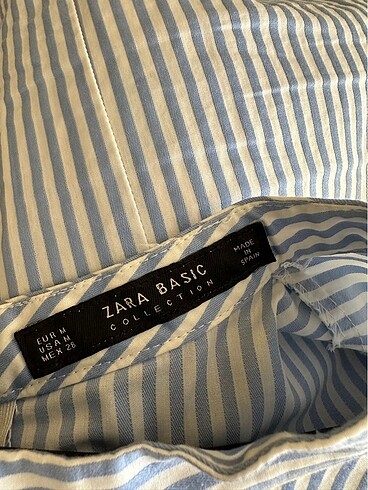 ZARA BASIC
COLLECTION
EUR M
USA M
MEX 28
MADE
IN
SPAIN